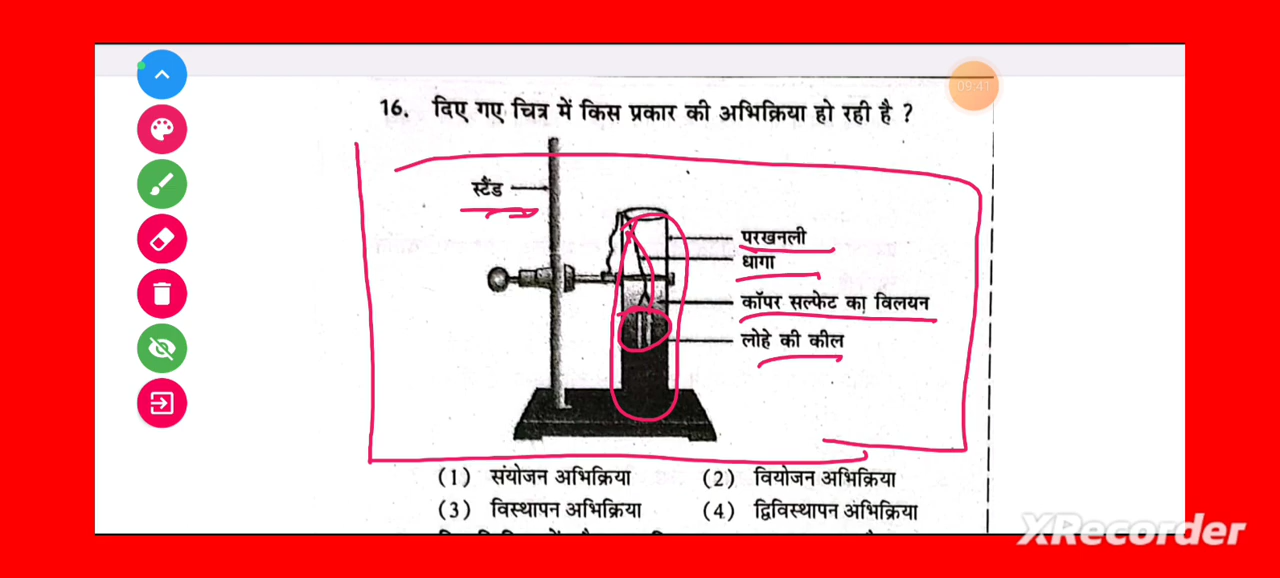 09:41
16. दिए गए चित्र में किस प्रकार की अभिक्रिया हो रही है ?
स्टैंड
परखनली
धागा
कॉपर सल्फेट का विलयन
लोहे की कील
(1) संयोजन अभिक्रिया (2) वियोजन अभिक्रिया
(3) विस्थापन अभिक्रिया (4) द्विविस्थापन अभिक्रिया
XRecorder